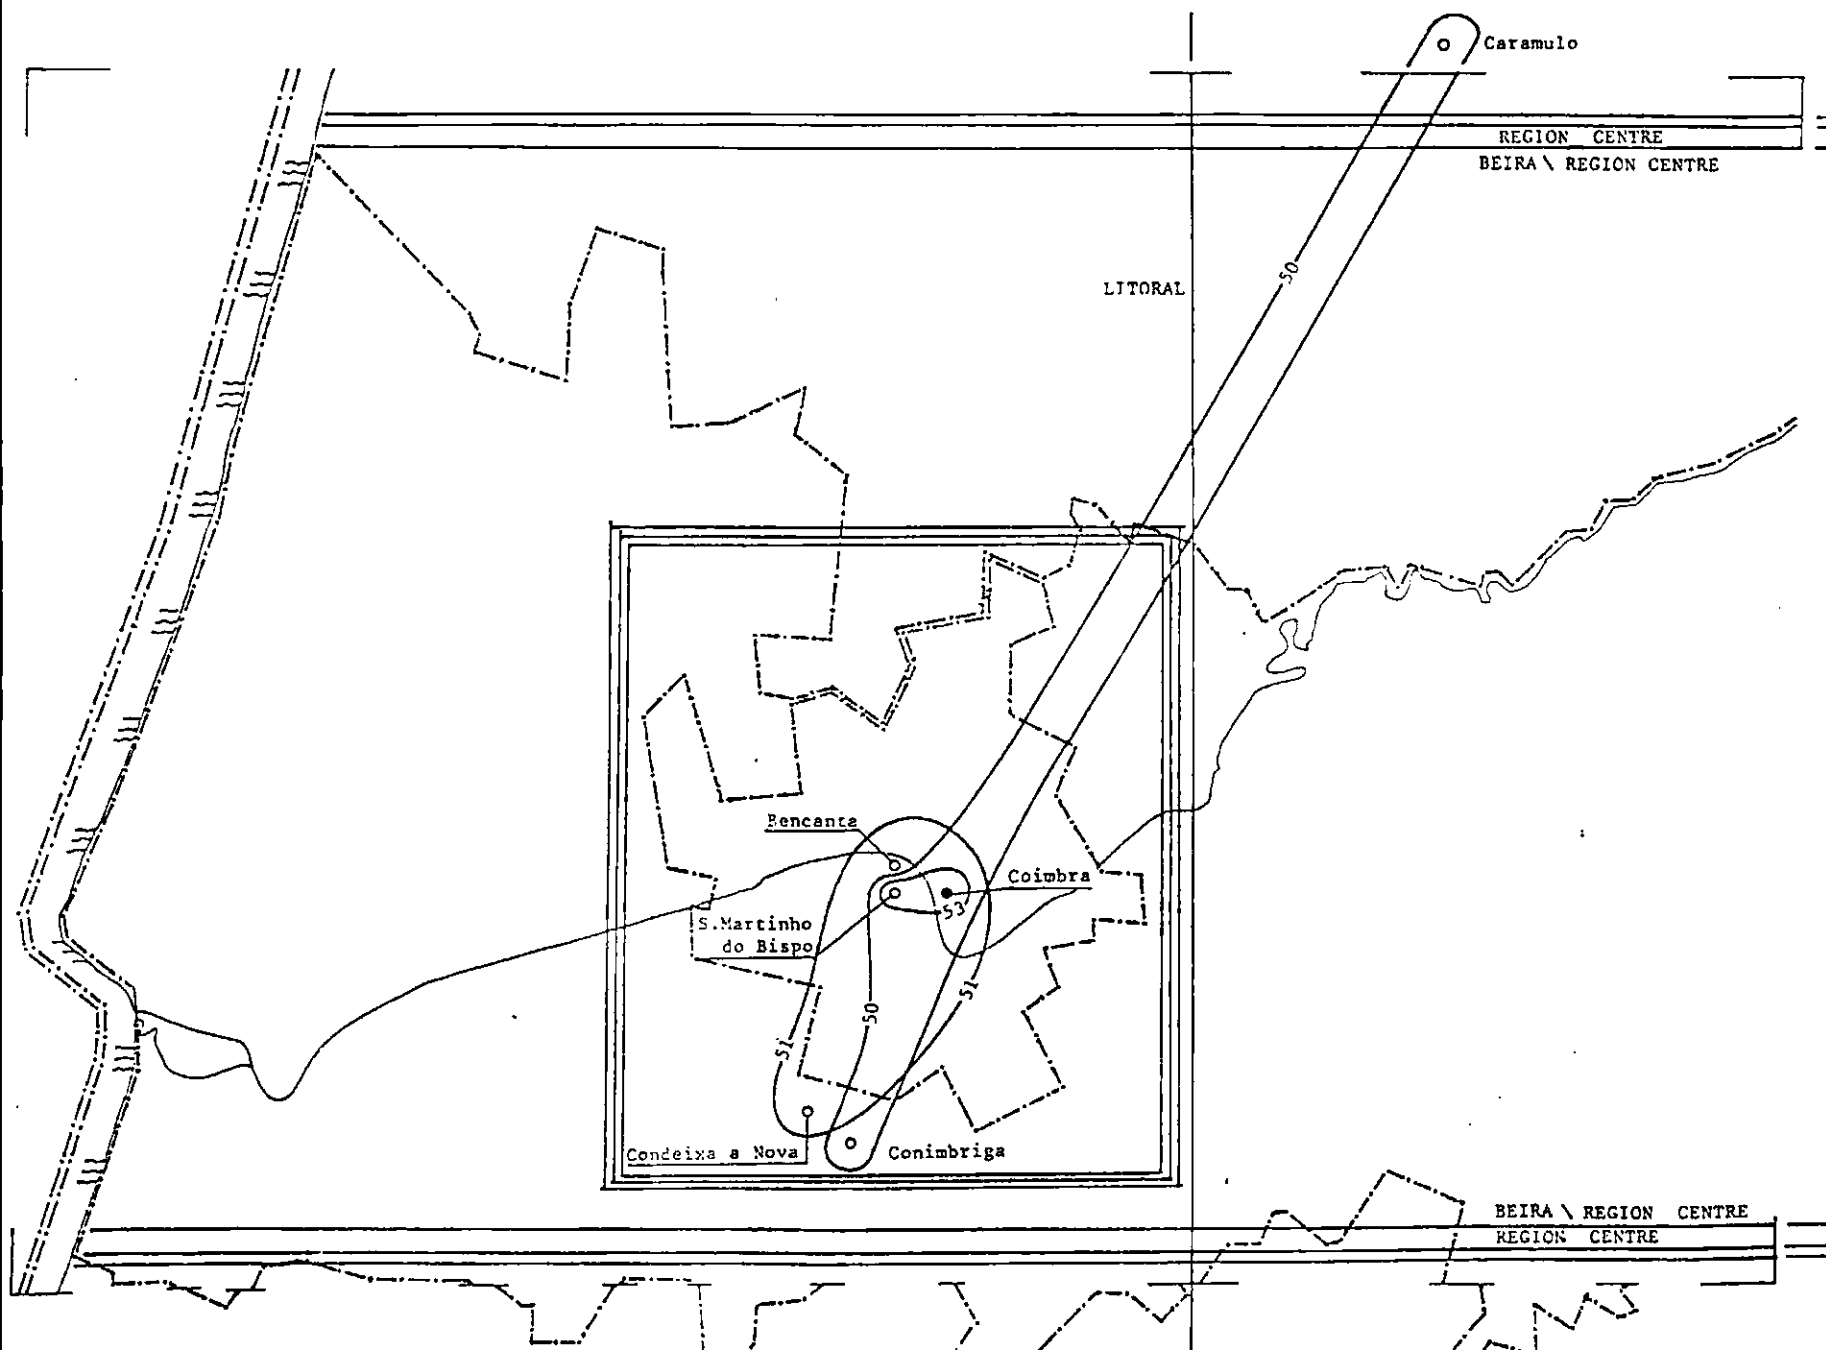 Caramulo
REGION CENTRE
BEIRA \ REGION CENTRE
50
LITORAL
Bencanta
Coimbra
53
S.Martinho
do Bispo
51
50
51
Condeixa a Nova
Conimbriga
BEIRA \ REGION CENTRE
REGION CENTRE